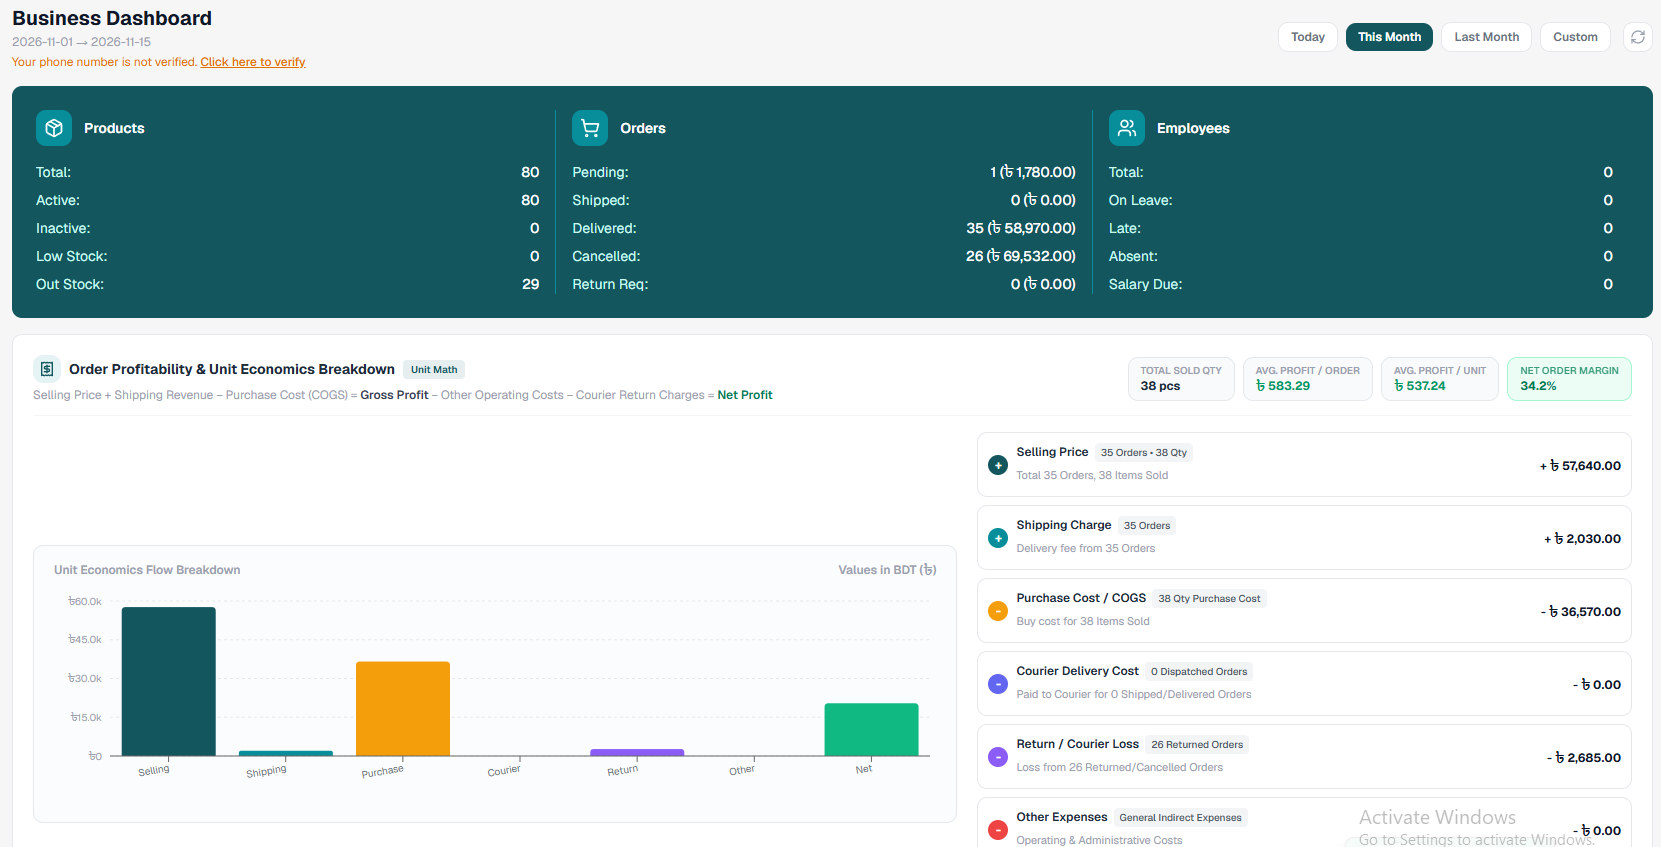 Business Dashboard
2026-11-01 → 2026-11-15
Your phone number is not verified. Click here to verify
Today
This Month
Last Month
Custom
Products
Total: 80
Active: 80
Inactive: 0
Low Stock: 0
Out Stock: 29
Orders
Pending: 1 (৳ 1,780.00)
Shipped: 0 (৳ 0.00)
Delivered: 35 (৳ 58,970.00)
Cancelled: 26 (৳ 69,532.00)
Return Req: 0 (৳ 0.00)
Employees
Total: 0
On Leave: 0
Late: 0
Absent: 0
Salary Due: 0
Order Profitability & Unit Economics Breakdown Unit Math
Selling Price + Shipping Revenue − Purchase Cost (COGS) = Gross Profit − Other Operating Costs − Courier Return Charges = Net Profit
TOTAL SOLD QTY
38 pcs
AVG. PROFIT / ORDER
৳ 583.29
AVG. PROFIT / UNIT
৳ 537.24
NET ORDER MARGIN
34.2%
Unit Economics Flow Breakdown Values in BDT (৳)
৳60.0k
৳45.0k
৳30.0k
৳15.0k
৳0
Selling
Shipping
Purchase
Courier
Return
Other
Net
Selling Price 35 Orders • 38 Qty
Total 35 Orders, 38 Items Sold
+ ৳ 57,640.00
Shipping Charge 35 Orders
Delivery fee from 35 Orders
+ ৳ 2,030.00
Purchase Cost / COGS 38 Qty Purchase Cost
Buy cost for 38 Items Sold
- ৳ 36,570.00
Courier Delivery Cost 0 Dispatched Orders
Paid to Courier for 0 Shipped/Delivered Orders
- ৳ 0.00
Return / Courier Loss 26 Returned Orders
Loss from 26 Returned/Cancelled Orders
- ৳ 2,685.00
Other Expenses General Indirect Expenses
Operating & Administrative Costs
- ৳ 0.00
Activate Windows
Go to Settings to activate Windows.